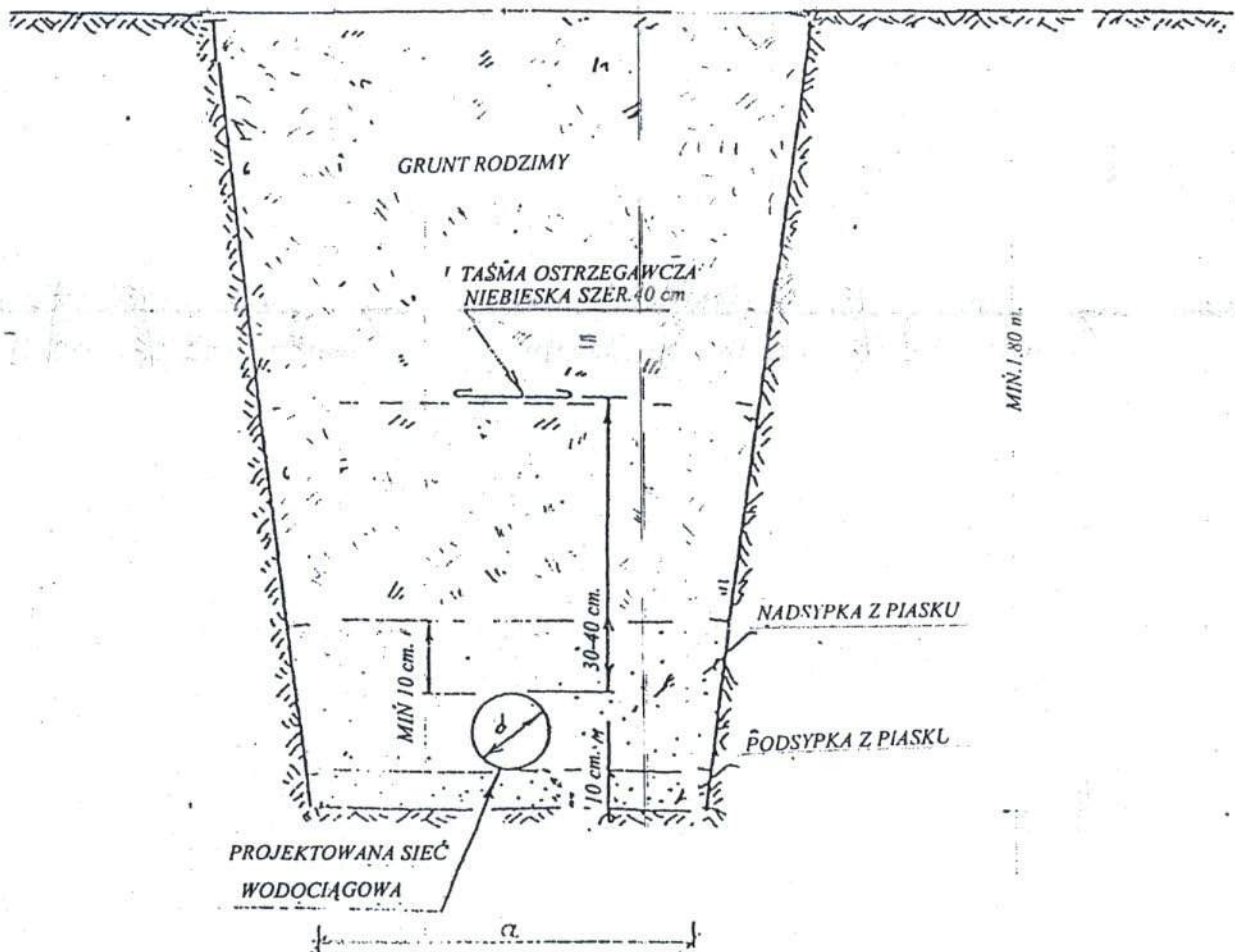 GRUNT RODZIMY
TAŚMA OSTRZEGAWCZA
NIEBIESKA SZER. 40 cm
MIN. 1.80 m.
NADSYPKA Z PIASKU
30-40 cm.
MIN 10 cm.
d
PODSYPKA Z PIASKU
10 cm.
PROJEKTOWANA SIEĆ
WODOCIĄGOWA
a